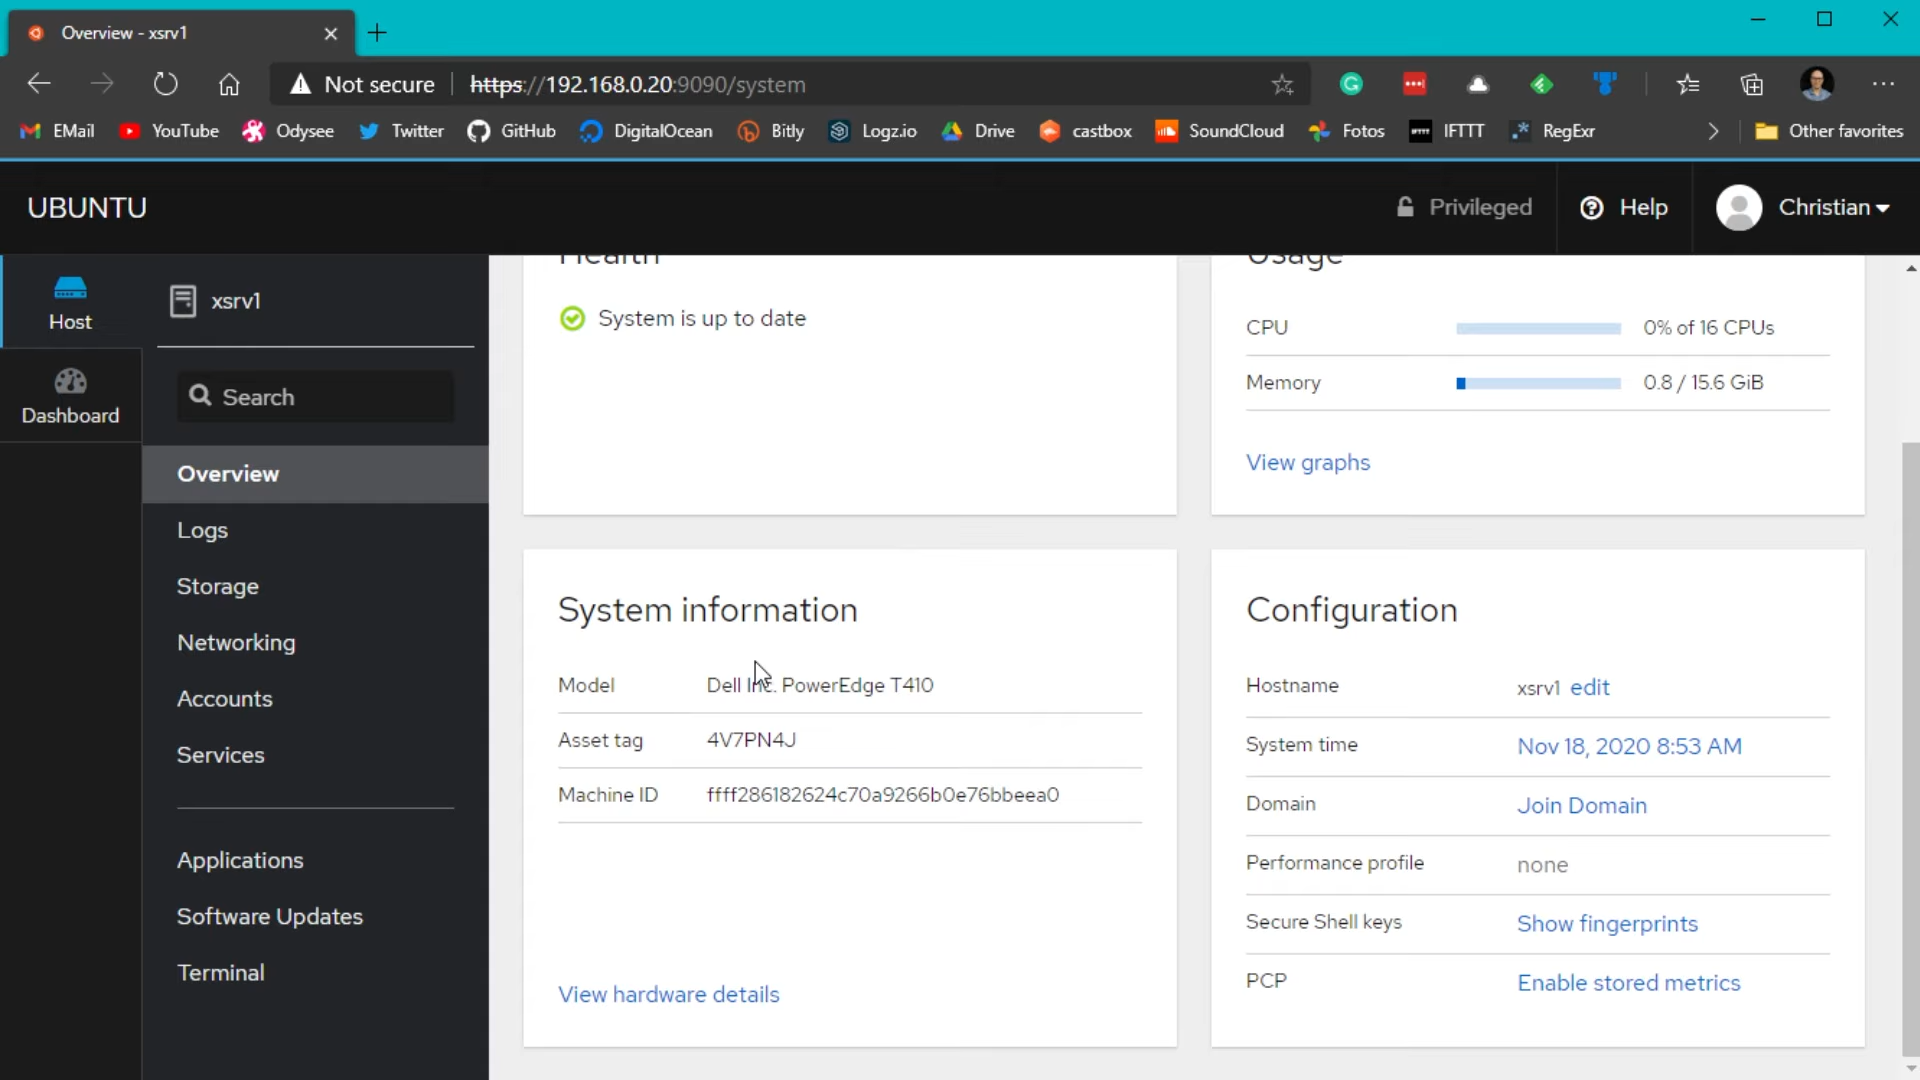 Overview - xsrv1
Not secure
https://192.168.0.20:9090/system
EMail
YouTube
Odysee
Twitter
GitHub
DigitalOcean
Bitly
Logz.io
Drive
castbox
SoundCloud
Fotos
IFTTT
RegExr
Other favorites
UBUNTU
Privileged
Help
Christian
Host
Dashboard
xsrv1
Search
Overview
Logs
Storage
Networking
Accounts
Services
Applications
Software Updates
Terminal
Health
System is up to date
Usage
CPU 0% of 16 CPUs
Memory 0.8 / 15.6 GiB
View graphs
System information
Model Dell Inc. PowerEdge T410
Asset tag 4V7PN4J
Machine ID ffff286182624c70a9266b0e76bbeea0
View hardware details
Configuration
Hostname xsrv1 edit
System time Nov 18, 2020 8:53 AM
Domain Join Domain
Performance profile none
Secure Shell keys Show fingerprints
PCP Enable stored metrics